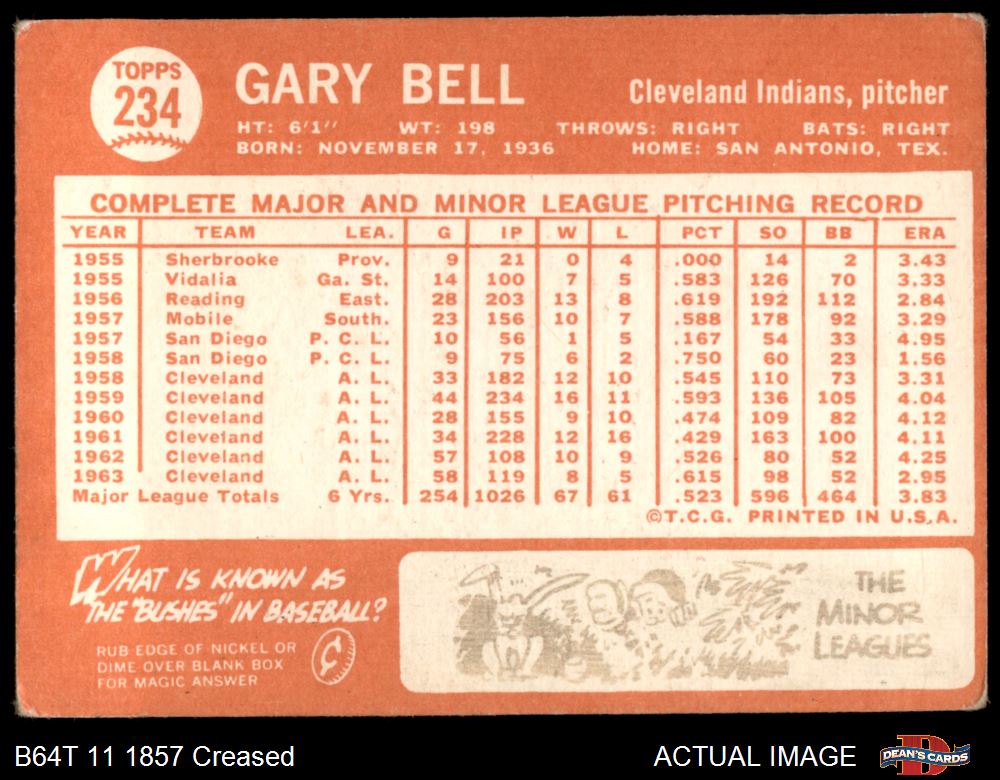 TOPPS
234
GARY BELL
Cleveland Indians, pitcher
HT: 6'1" WT: 198 THROWS: RIGHT BATS: RIGHT
BORN: NOVEMBER 17, 1936 HOME: SAN ANTONIO, TEX.
COMPLETE MAJOR AND MINOR LEAGUE PITCHING RECORD
YEAR TEAM LEA. G IP W L PCT SO BB ERA
1955 Sherbrooke Prov. 9 21 0 4 .000 14 2 3.43
1955 Vidalia Ga. St. 14 100 7 5 .583 126 70 3.33
1956 Reading East. 28 203 13 8 .619 192 112 2.84
1957 Mobile South. 23 156 10 7 .588 178 92 3.29
1957 San Diego P. C. L. 10 56 1 5 .167 54 33 4.95
1958 San Diego P. C. L. 9 75 6 2 .750 60 23 1.56
1958 Cleveland A. L. 33 182 12 10 .545 110 73 3.31
1959 Cleveland A. L. 44 234 16 11 .593 136 105 4.04
1960 Cleveland A. L. 28 155 9 10 .474 109 82 4.12
1961 Cleveland A. L. 34 228 12 16 .429 163 100 4.11
1962 Cleveland A. L. 57 108 10 9 .526 80 52 4.25
1963 Cleveland A. L. 58 119 8 5 .615 98 52 2.95
Major League Totals 6 Yrs. 254 1026 67 61 .523 596 464 3.83
©T.C.G. PRINTED IN U.S.A.
WHAT IS KNOWN AS
THE "BUSHES" IN BASEBALL?
RUB EDGE OF NICKEL OR
DIME OVER BLANK BOX
FOR MAGIC ANSWER
¢
THE
MINOR
LEAGUES
B64T 11 1857 Creased
ACTUAL IMAGE
DEAN'S CARDS